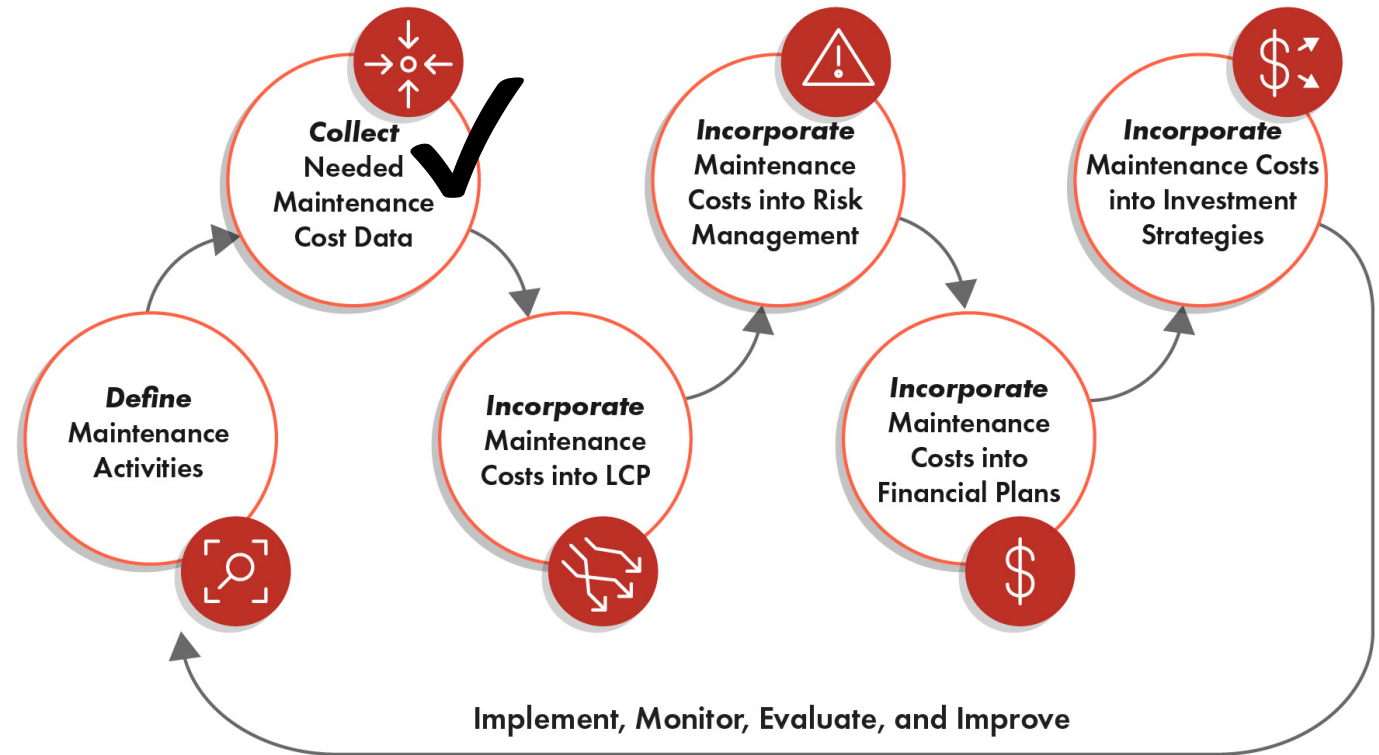 Define
Maintenance
Activities
Collect
Needed
Maintenance
Cost Data
Incorporate
Maintenance
Costs into LCP
Incorporate
Maintenance
Costs into Risk
Management
Incorporate
Maintenance
Costs into
Financial Plans
Incorporate
Maintenance Costs
into Investment
Strategies
Implement, Monitor, Evaluate, and Improve